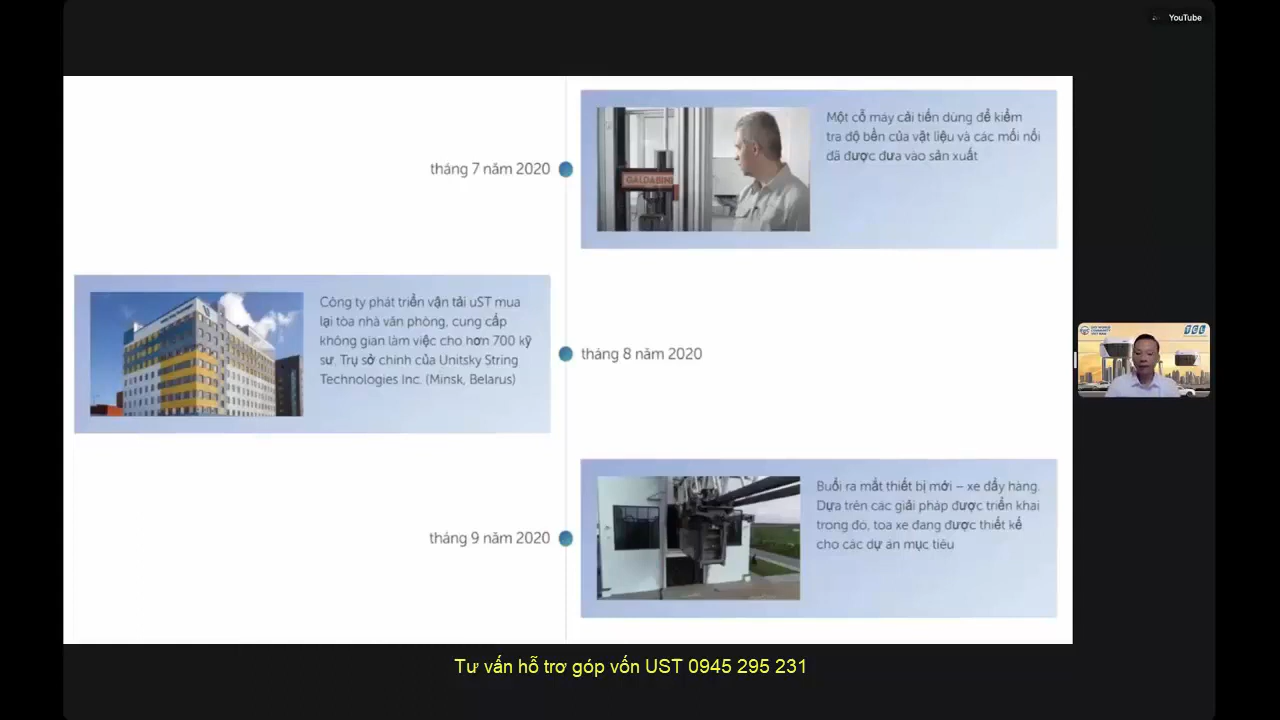 YouTube
tháng 7 năm 2020
GALDABINI
Một cỗ máy cải tiến dùng để kiểm
tra độ bền của vật liệu và các mối nối
đã được đưa vào sản xuất
Công ty phát triển vận tải uST mua
lại tòa nhà văn phòng, cung cấp
không gian làm việc cho hơn 700 kỹ
sư. Trụ sở chính của Unitsky String
Technologies Inc. (Minsk, Belarus)
tháng 8 năm 2020
tháng 9 năm 2020
Buổi ra mắt thiết bị mới – xe đẩy hàng.
Dựa trên các giải pháp được triển khai
trong đó, toa xe đang được thiết kế
cho các dự án mục tiêu
Tư vấn hỗ trơ góp vốn UST 0945 295 231